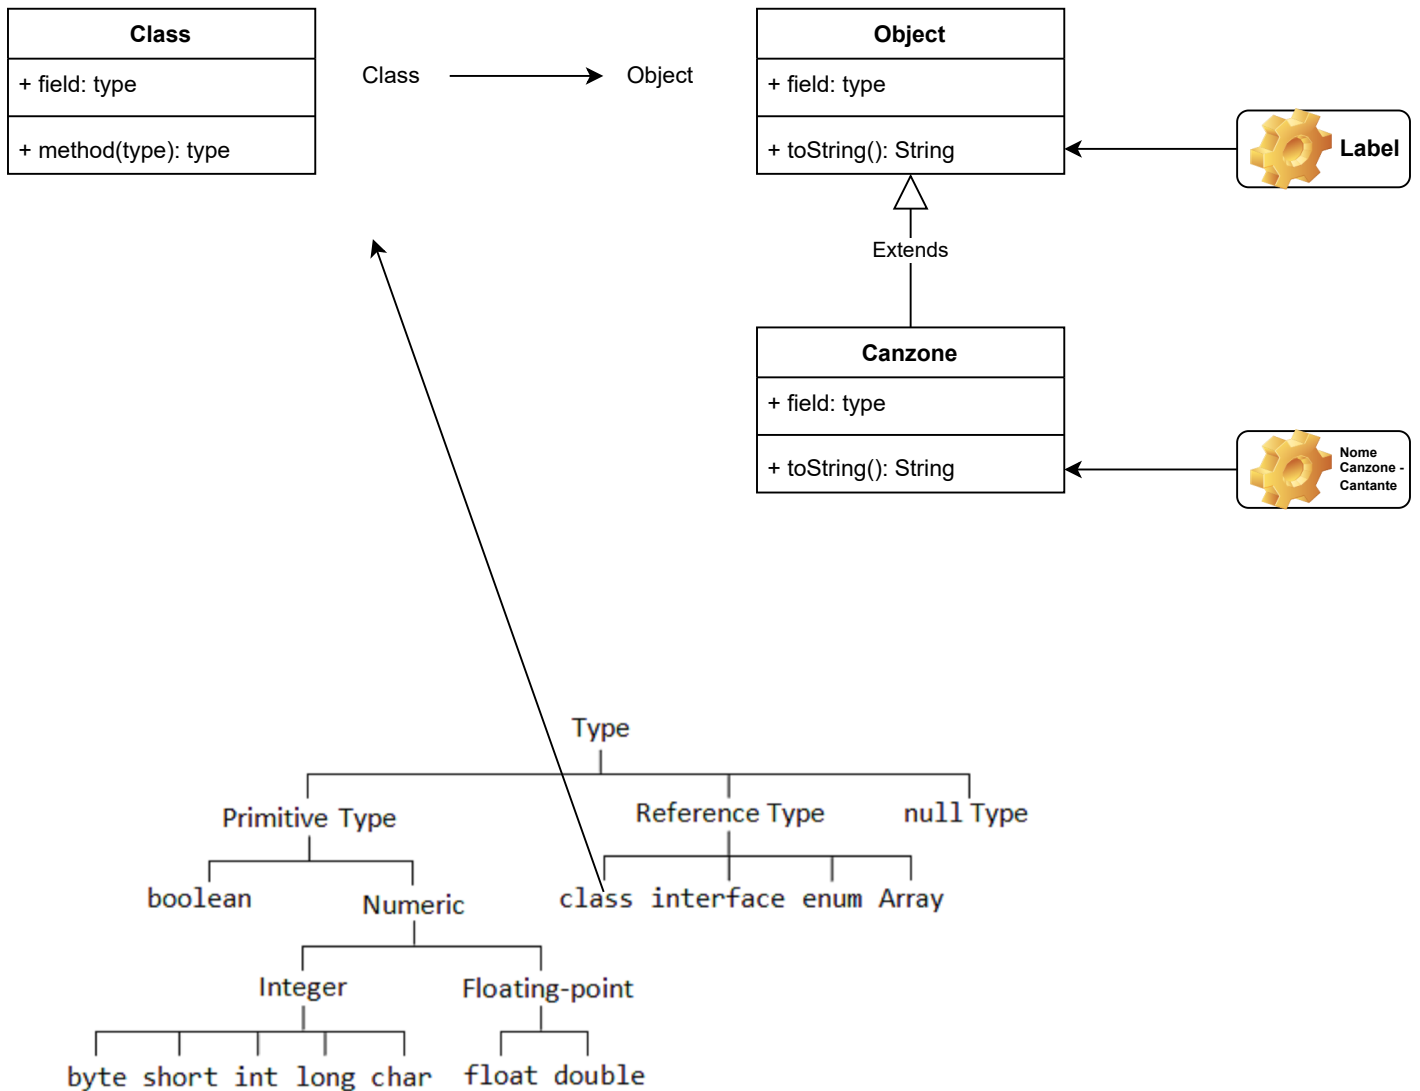 Class
+ field: type
+ method(type): type
Class
Object
Object
+ field: type
+ toString(): String
Label
Extends
Canzone
+ field: type
+ toString(): String
Nome
Canzone -
Cantante
Type
Primitive Type
Reference Type
null Type
boolean
Numeric
class interface enum Array
Integer
Floating-point
byte short int long char
float double